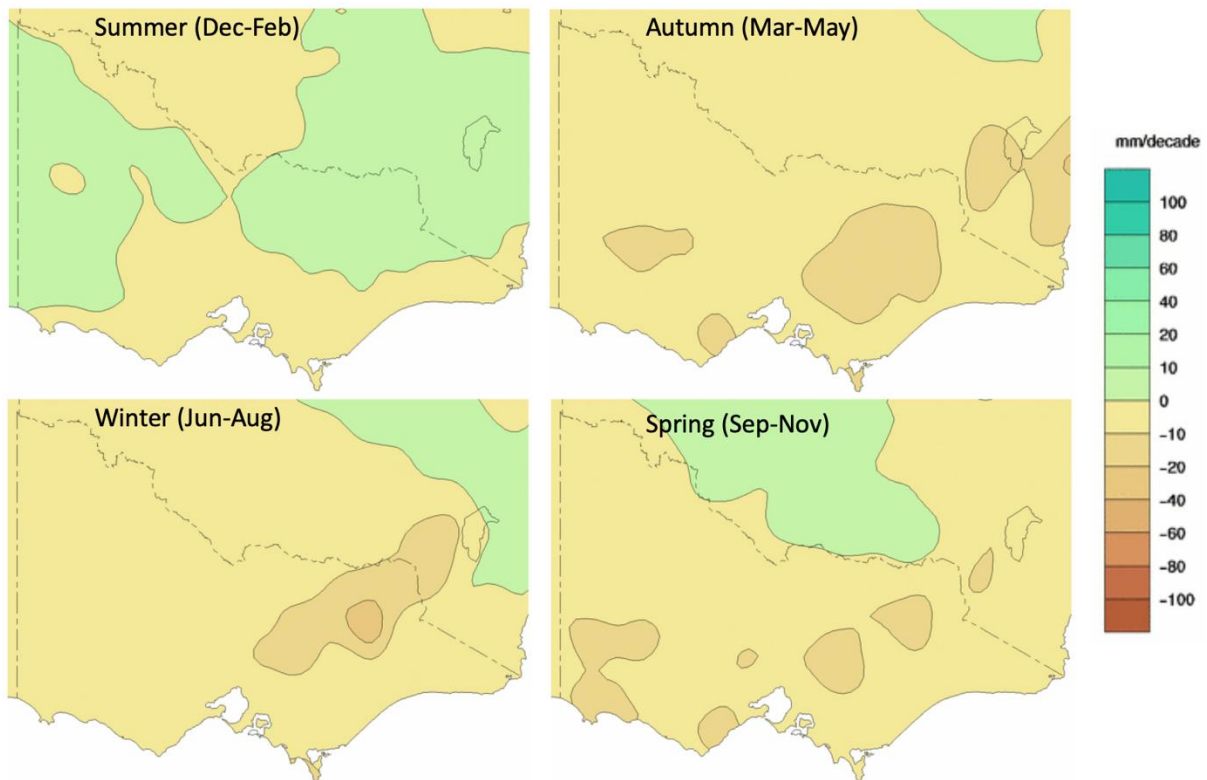 Summer (Dec-Feb)
Autumn (Mar-May)
Winter (Jun-Aug)
Spring (Sep-Nov)
mm/decade
100
80
60
40
20
10
0
-10
-20
-40
-60
-80
-100